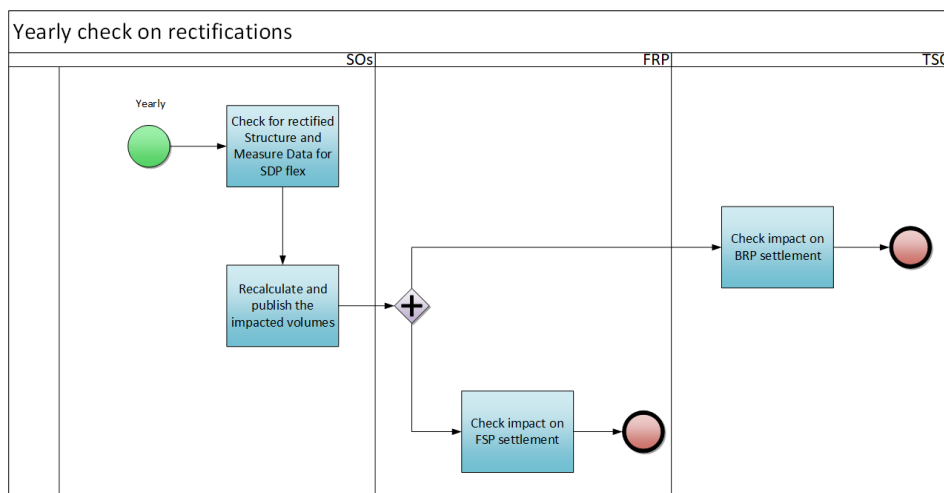 Yearly check on rectifications
SOs
FRP
TSO
Yearly
Check for rectified
Structure and
Measure Data for
SDP flex
Check impact on
BRP settlement
Recalculate and
publish the
impacted volumes
Check impact on
FSP settlement